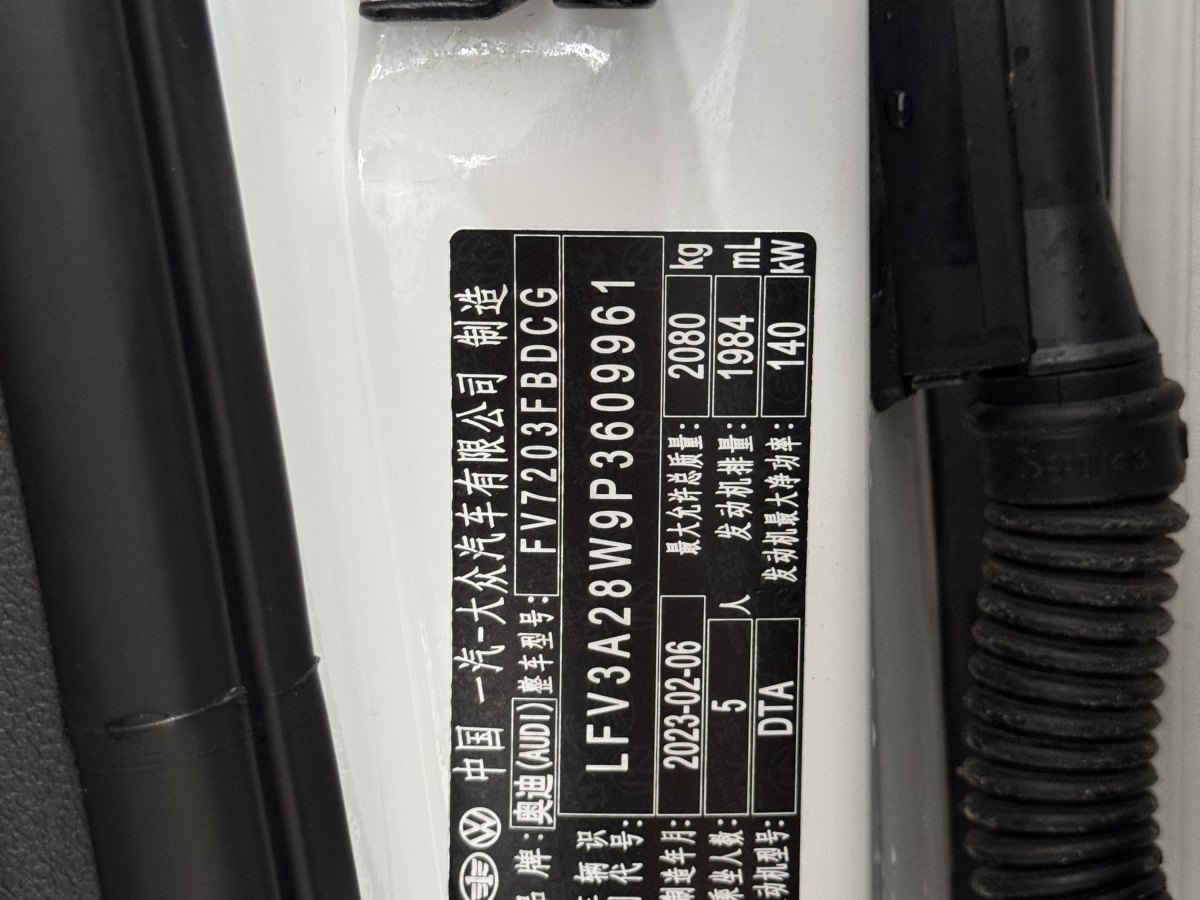 中国 一汽-大众汽车有限公司 制造
品 牌: 奥迪(AUDI) 整车型号: FV7203FBDCG
车辆识别代号: LFV3A28W9P3609961
制造年月: 2023-02-06 最大允许总质量: 2080 kg
乘坐人数: 5 人 发动机排量: 1984 mL
发动机型号: DTA 发动机最大净功率: 140 kW